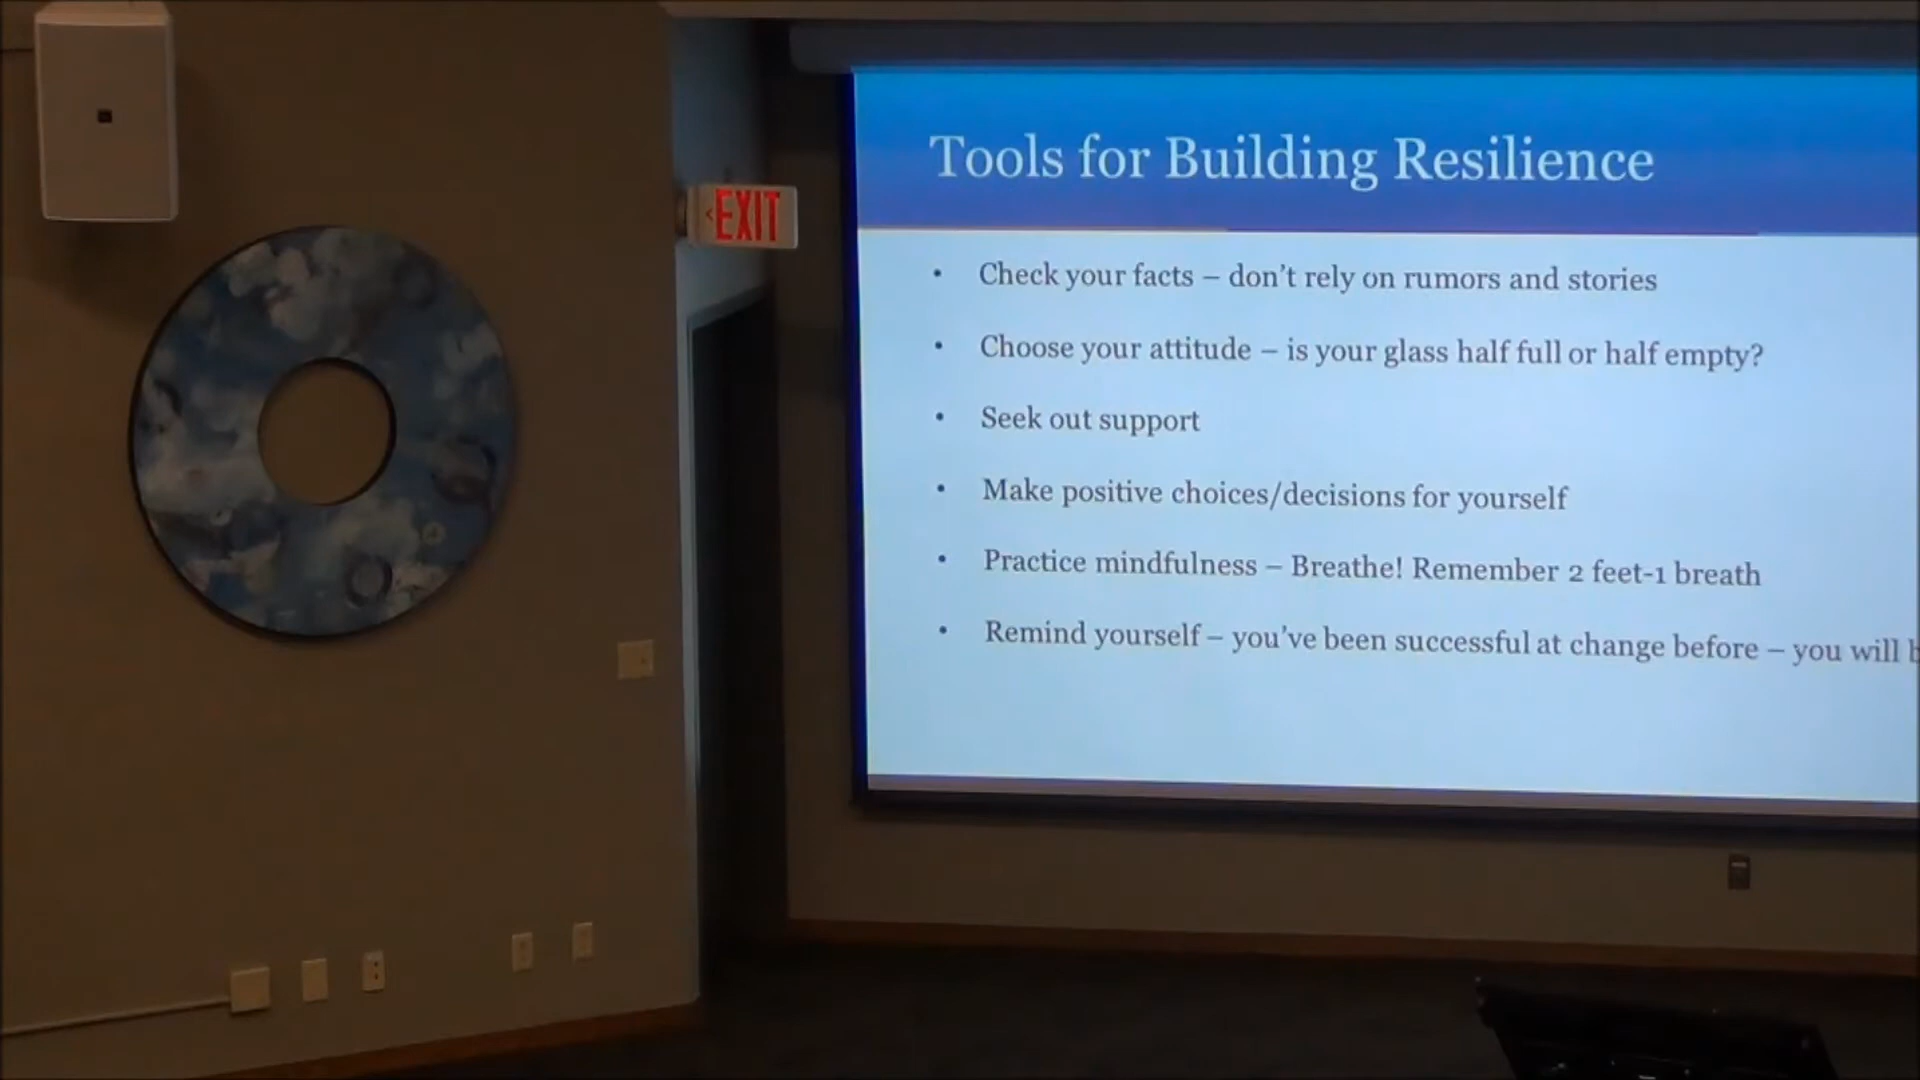 Tools for Building Resilience
<EXIT
• Check your facts – don't rely on rumors and stories
• Choose your attitude – is your glass half full or half empty?
• Seek out support
• Make positive choices/decisions for yourself
• Practice mindfulness – Breathe! Remember 2 feet-1 breath
• Remind yourself – you've been successful at change before – you will